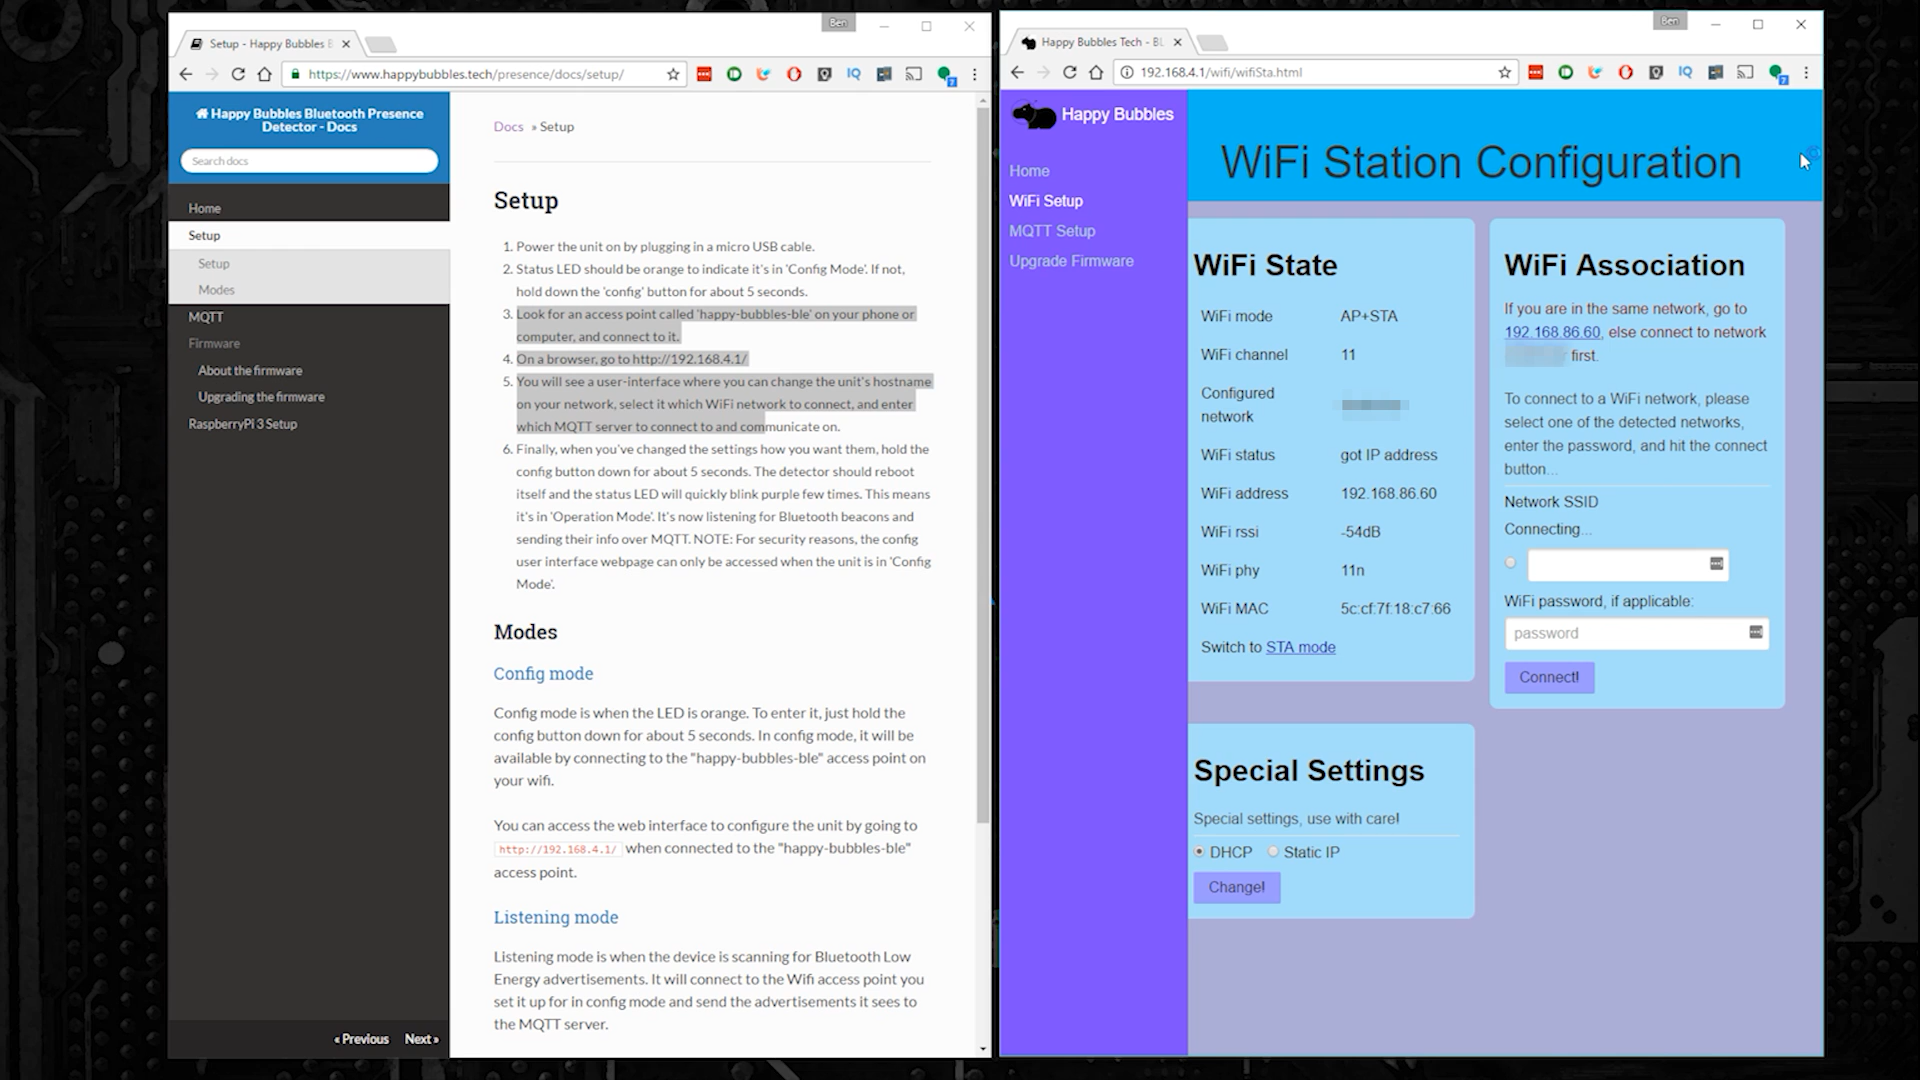 Ben
Setup - Happy Bubbles B
https://www.happybubbles.tech/presence/docs/setup/
IQ
7
Happy Bubbles Bluetooth Presence
Detector - Docs
Search docs
Home
Setup
Setup
Modes
MQTT
Firmware
About the firmware
Upgrading the firmware
RaspberryPi 3 Setup
« Previous Next »
Docs » Setup
Setup
1. Power the unit on by plugging in a micro USB cable.
2. Status LED should be orange to indicate it's in 'Config Mode'. If not,
hold down the 'config' button for about 5 seconds.
3. Look for an access point called 'happy-bubbles-ble' on your phone or
computer, and connect to it.
4. On a browser, go to http://192.168.4.1/
5. You will see a user-interface where you can change the unit's hostname
on your network, select it which WiFi network to connect, and enter
which MQTT server to connect to and communicate on.
6. Finally, when you've changed the settings how you want them, hold the
config button down for about 5 seconds. The detector should reboot
itself and the status LED will quickly blink purple few times. This means
it's in 'Operation Mode'. It's now listening for Bluetooth beacons and
sending their info over MQTT. NOTE: For security reasons, the config
user interface webpage can only be accessed when the unit is in 'Config
Mode'.
Modes
Config mode
Config mode is when the LED is orange. To enter it, just hold the
config button down for about 5 seconds. In config mode, it will be
available by connecting to the "happy-bubbles-ble" access point on
your wifi.
You can access the web interface to configure the unit by going to
http://192.168.4.1/ when connected to the "happy-bubbles-ble"
access point.
Listening mode
Listening mode is when the device is scanning for Bluetooth Low
Energy advertisements. It will connect to the Wifi access point you
set it up for in config mode and send the advertisements it sees to
the MQTT server.
Ben
Happy Bubbles Tech - BL
192.168.4.1/wifi/wifiSta.html
IQ
7
Happy Bubbles
Home
WiFi Setup
MQTT Setup
Upgrade Firmware
WiFi Station Configuration
WiFi State
WiFi mode AP+STA
WiFi channel 11
Configured
network
WiFi status got IP address
WiFi address 192.168.86.60
WiFi rssi -54dB
WiFi phy 11n
WiFi MAC 5c:cf:7f:18:c7:66
Switch to STA mode
WiFi Association
If you are in the same network, go to
192.168.86.60, else connect to network
first.
To connect to a WiFi network, please
select one of the detected networks,
enter the password, and hit the connect
button...
Network SSID
Connecting...
WiFi password, if applicable:
password
Connect!
Special Settings
Special settings, use with care!
DHCP Static IP
Change!